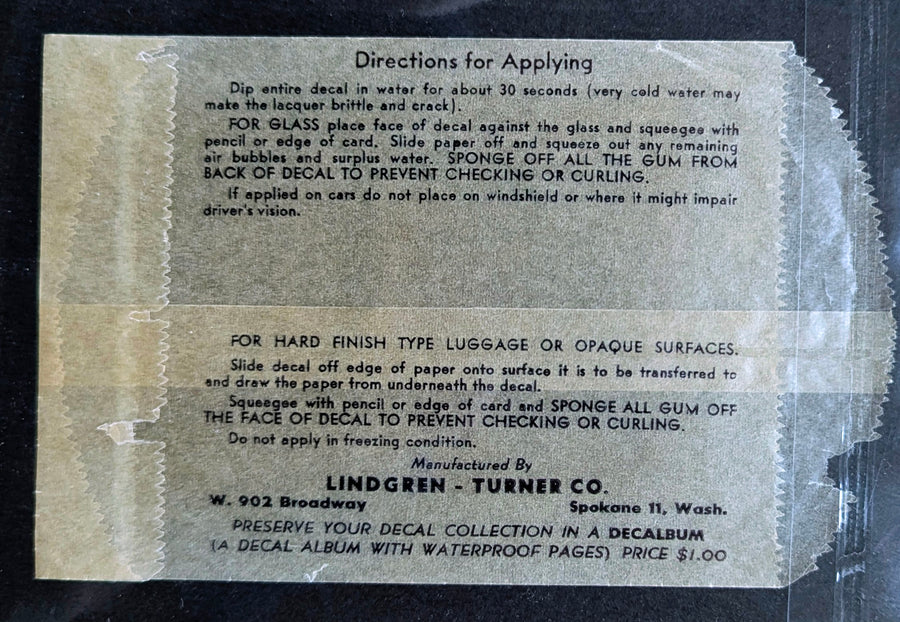 Directions for Applying
Dip entire decal in water for about 30 seconds (very cold water may
make the lacquer brittle and crack).
FOR GLASS place face of decal against the glass and squeegee with
pencil or edge of card. Slide paper off and squeeze out any remaining
air bubbles and surplus water. SPONGE OFF ALL THE GUM FROM
BACK OF DECAL TO PREVENT CHECKING OR CURLING.
If applied on cars do not place on windshield or where it might impair
driver's vision.
FOR HARD FINISH TYPE LUGGAGE OR OPAQUE SURFACES.
Slide decal off edge of paper onto surface it is to be transferred to
and draw the paper from underneath the decal.
Squeegee with pencil or edge of card and SPONGE ALL GUM OFF
THE FACE OF DECAL TO PREVENT CHECKING OR CURLING.
Do not apply in freezing condition.
Manufactured By
LINDGREN - TURNER CO.
W. 902 Broadway Spokane 11, Wash.
PRESERVE YOUR DECAL COLLECTION IN A DECALBUM
(A DECAL ALBUM WITH WATERPROOF PAGES) PRICE $1.00